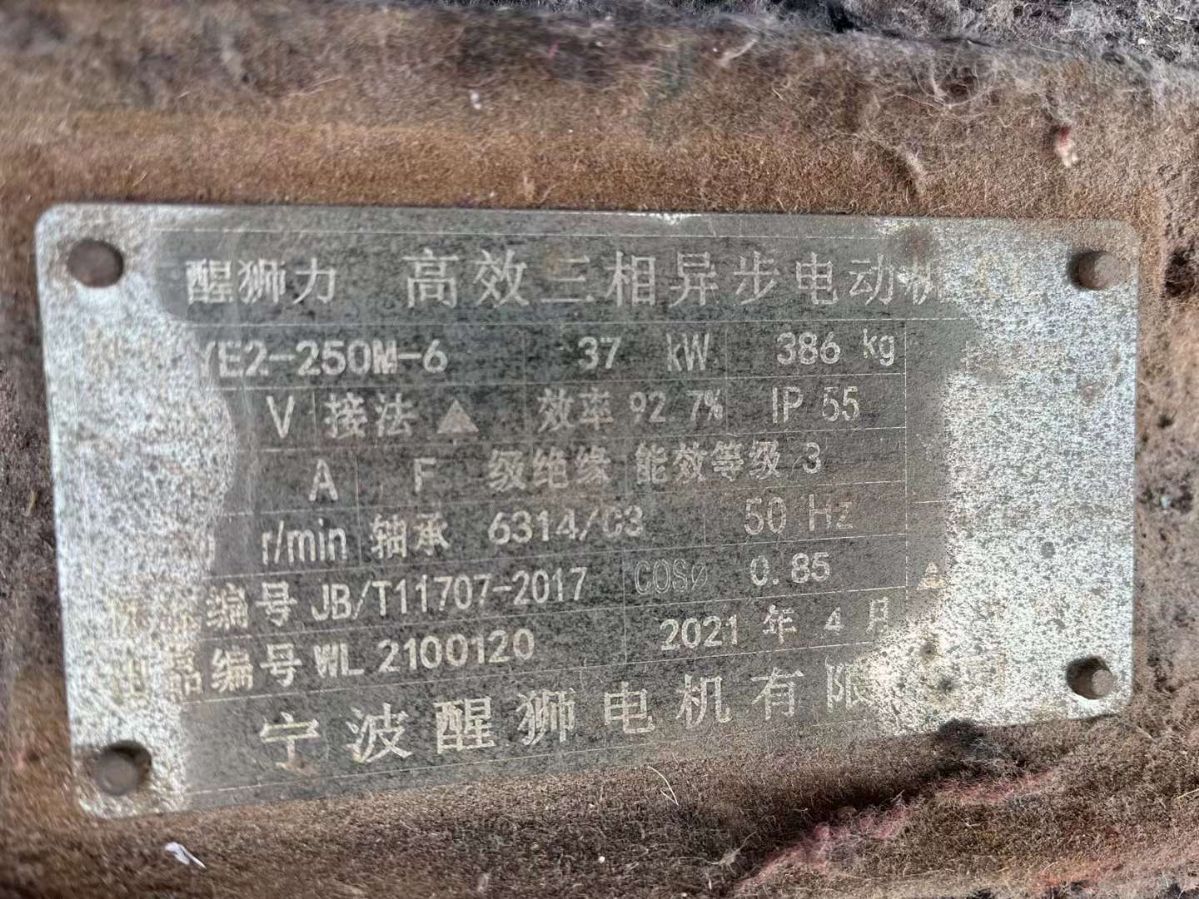 醒狮力 高效三相异步电动机
YE2-250M-6 37 kW 386 kg
V 接法 △ 效率 92.7% IP 55
A F 级绝缘 能效等级 3
r/min 轴承 6314/C3 50 Hz
编号 JB/T11707-2017 COSø 0.85
编号 WL 2100120 2021 年 4 月
宁波醒狮电机有限